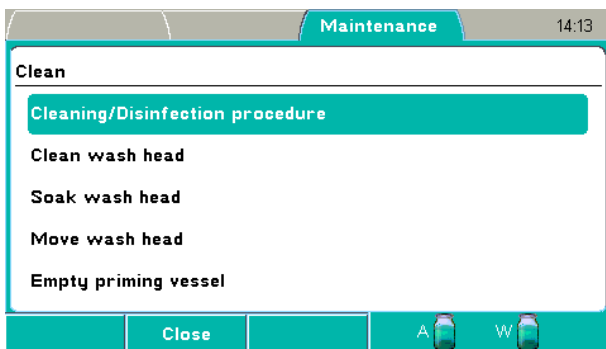 Maintenance 14:13
Clean
Cleaning/Disinfection procedure
Clean wash head
Soak wash head
Move wash head
Empty priming vessel
Close A W